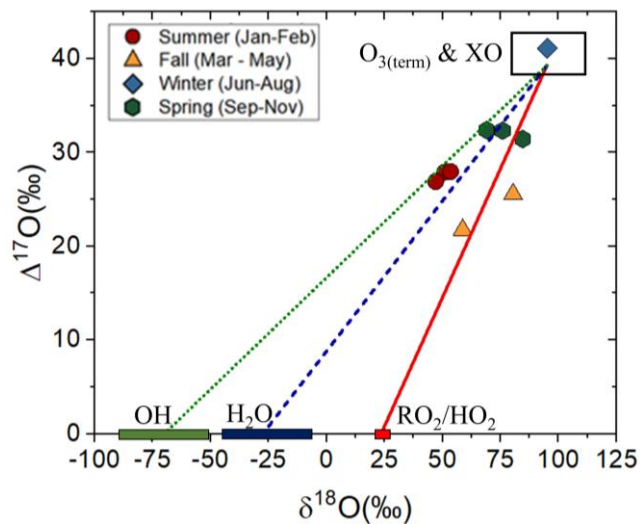 Summer (Jan-Feb)
Fall (Mar - May)
Winter (Jun-Aug)
Spring (Sep-Nov)
O₃₍term₎ & XO
40
30
20
10
0
Δ¹⁷O(‰)
OH
H₂O
RO₂/HO₂
-100 -75 -50 -25 0 25 50 75 100 125
δ¹⁸O(‰)